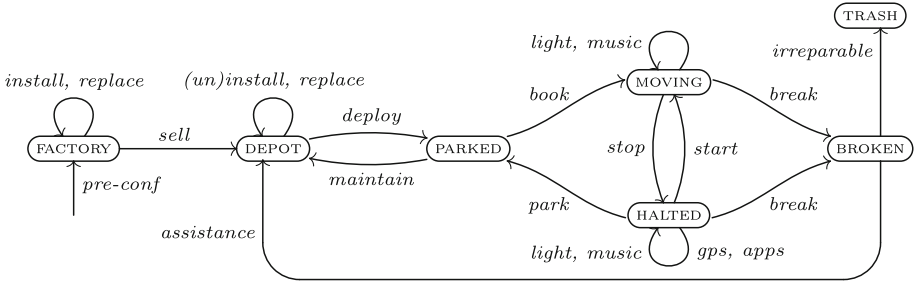 TRASH
light, music
irreparable
install, replace
(un)install, replace
MOVING
book
break
deploy
sell
FACTORY
DEPOT
PARKED
stop
start
BROKEN
pre-conf
maintain
park
break
HALTED
assistance
light, music
gps, apps